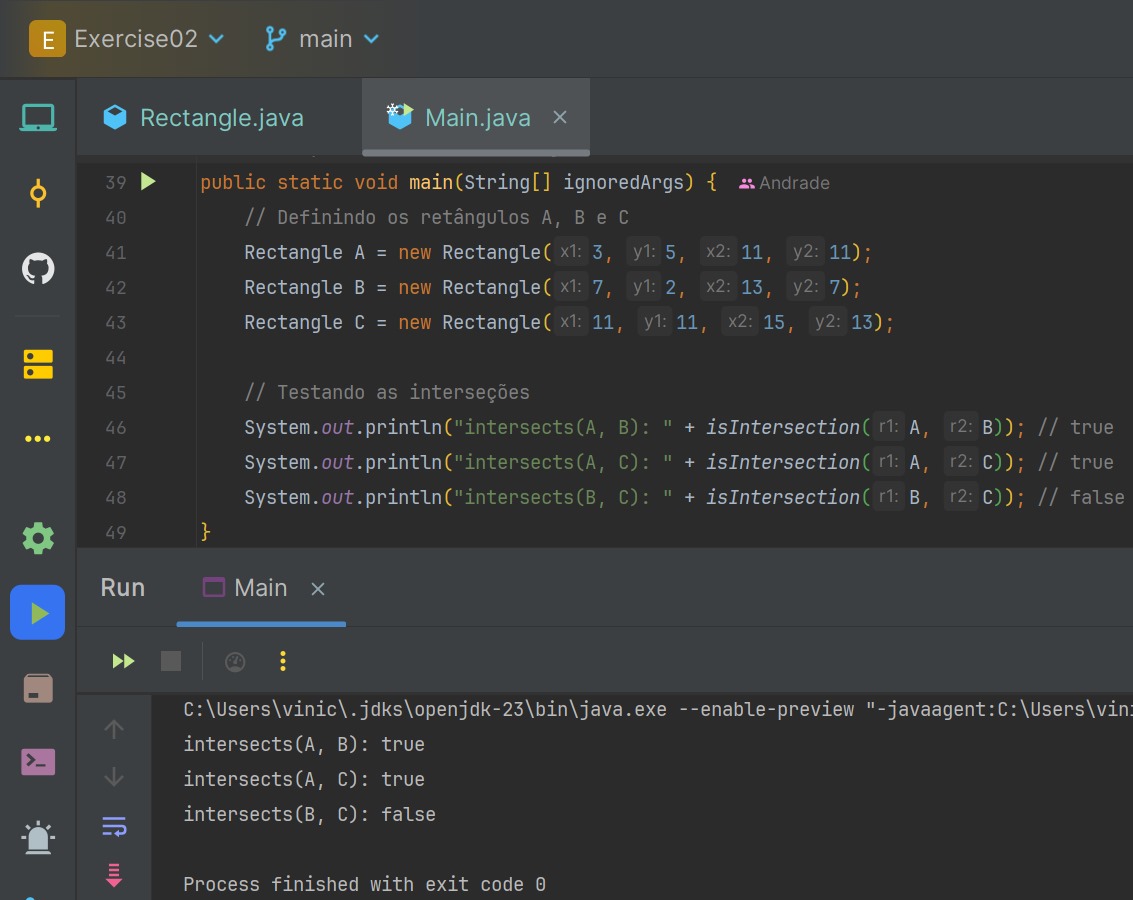 E Exercise02 main
Rectangle.java Main.java
39 public static void main(String[] ignoredArgs) { Andrade
40 // Definindo os retângulos A, B e C
41 Rectangle A = new Rectangle( x1: 3, y1: 5, x2: 11, y2: 11);
42 Rectangle B = new Rectangle( x1: 7, y1: 2, x2: 13, y2: 7);
43 Rectangle C = new Rectangle( x1: 11, y1: 11, x2: 15, y2: 13);
44
45 // Testando as interseções
46 System.out.println("intersects(A, B): " + isIntersection( r1: A, r2: B)); // true
47 System.out.println("intersects(A, C): " + isIntersection( r1: A, r2: C)); // true
48 System.out.println("intersects(B, C): " + isIntersection( r1: B, r2: C)); // false
49 }
Run Main
C:\Users\vinic\.jdks\openjdk-23\bin\java.exe --enable-preview "-javaagent:C:\Users\vini
intersects(A, B): true
intersects(A, C): true
intersects(B, C): false
Process finished with exit code 0